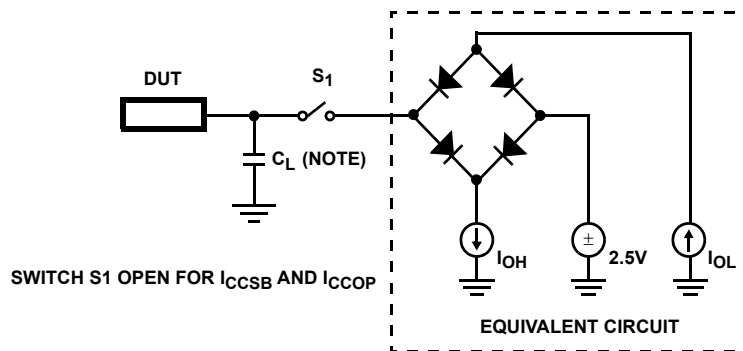 DUT
S1
CL (NOTE)
IOH
±
2.5V
IOL
SWITCH S1 OPEN FOR ICCSB AND ICCOP
EQUIVALENT CIRCUIT